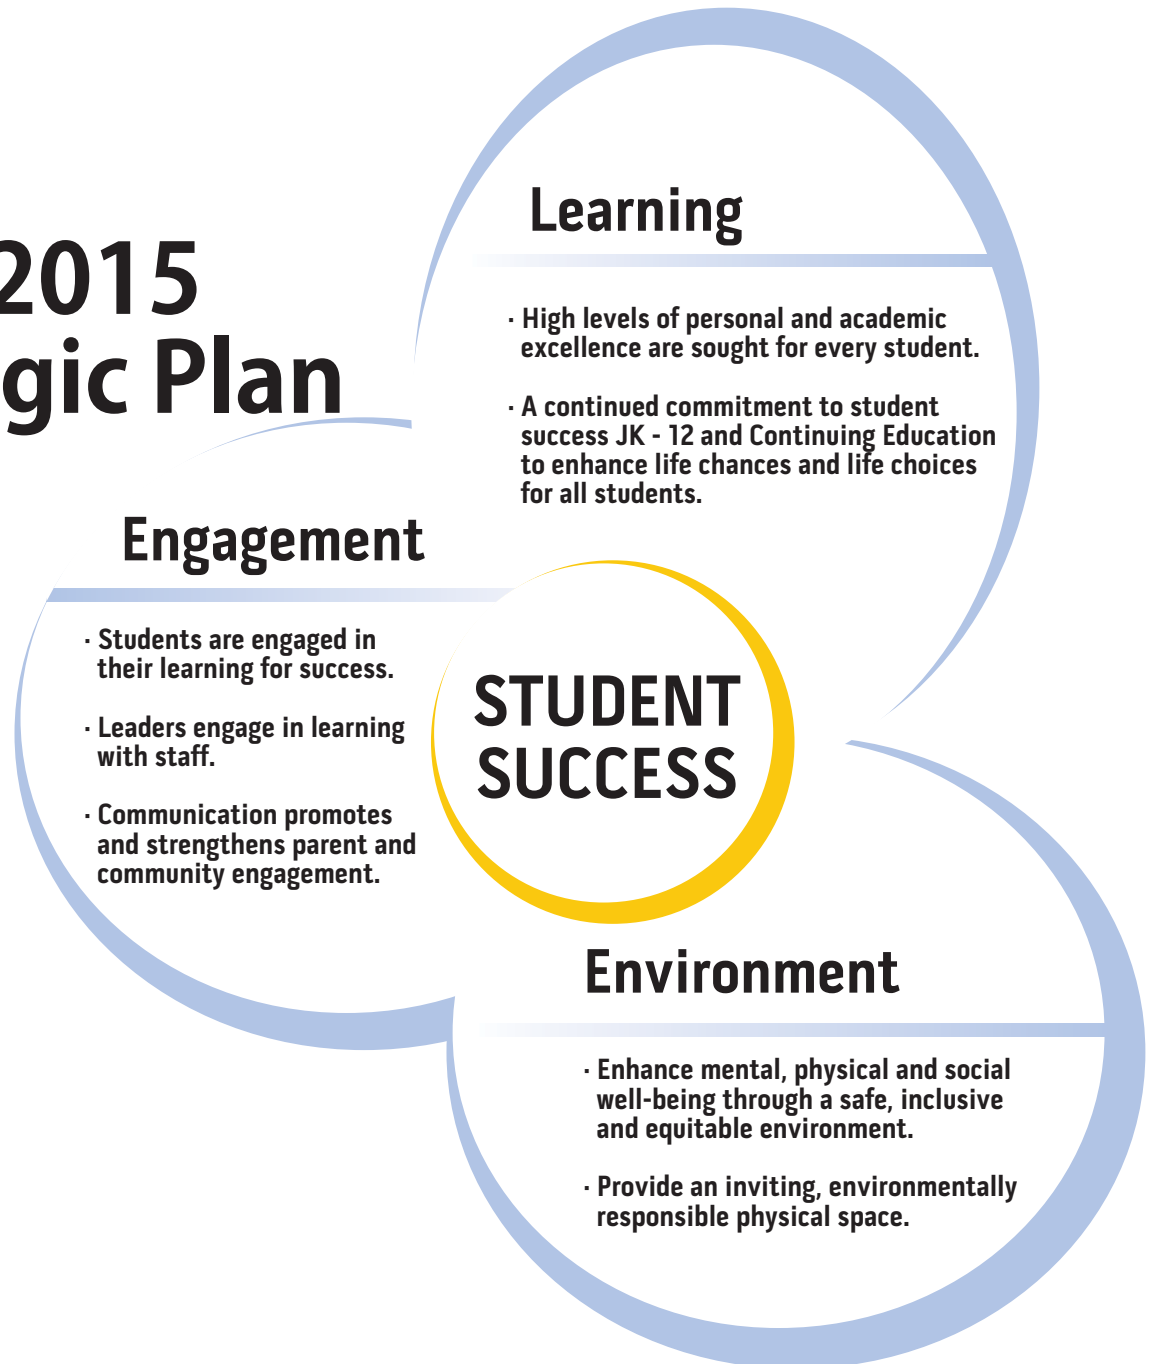 2015
gic Plan
Learning
· High levels of personal and academic
excellence are sought for every student.
· A continued commitment to student
success JK - 12 and Continuing Education
to enhance life chances and life choices
for all students.
Engagement
· Students are engaged in
their learning for success.
· Leaders engage in learning
with staff.
· Communication promotes
and strengthens parent and
community engagement.
STUDENT
SUCCESS
Environment
· Enhance mental, physical and social
well-being through a safe, inclusive
and equitable environment.
· Provide an inviting, environmentally
responsible physical space.